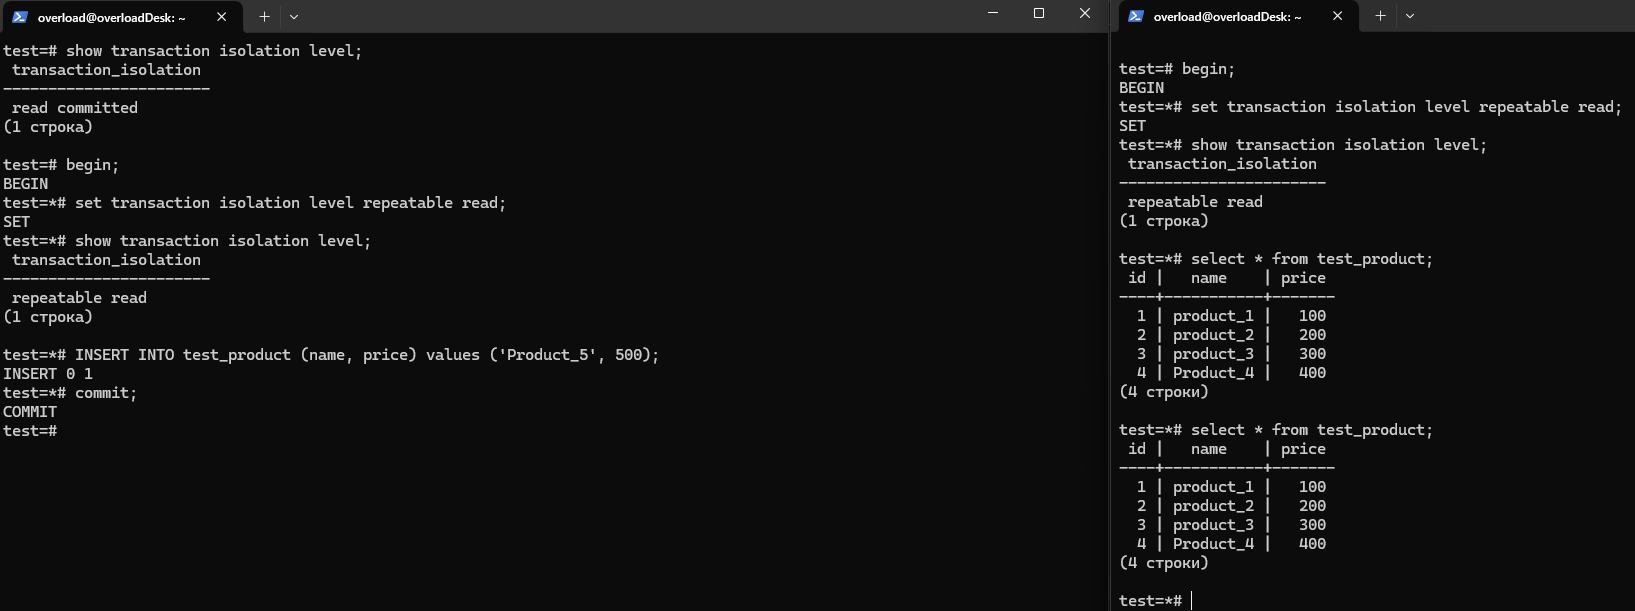 overload@overloadDesk: ~
test=# show transaction isolation level;
transaction_isolation
-----------------------
read committed
(1 строка)
test=# begin;
BEGIN
test=*# set transaction isolation level repeatable read;
SET
test=*# show transaction isolation level;
transaction_isolation
-----------------------
repeatable read
(1 строка)
test=*# INSERT INTO test_product (name, price) values ('Product_5', 500);
INSERT 0 1
test=*# commit;
COMMIT
test=#
overload@overloadDesk: ~
test=# begin;
BEGIN
test=*# set transaction isolation level repeatable read;
SET
test=*# show transaction isolation level;
transaction_isolation
-----------------------
repeatable read
(1 строка)
test=*# select * from test_product;
id |   name    | price
----+-----------+-------
1 | product_1 |   100
2 | product_2 |   200
3 | product_3 |   300
4 | Product_4 |   400
(4 строки)
test=*# select * from test_product;
id |   name    | price
----+-----------+-------
1 | product_1 |   100
2 | product_2 |   200
3 | product_3 |   300
4 | Product_4 |   400
(4 строки)
test=*#